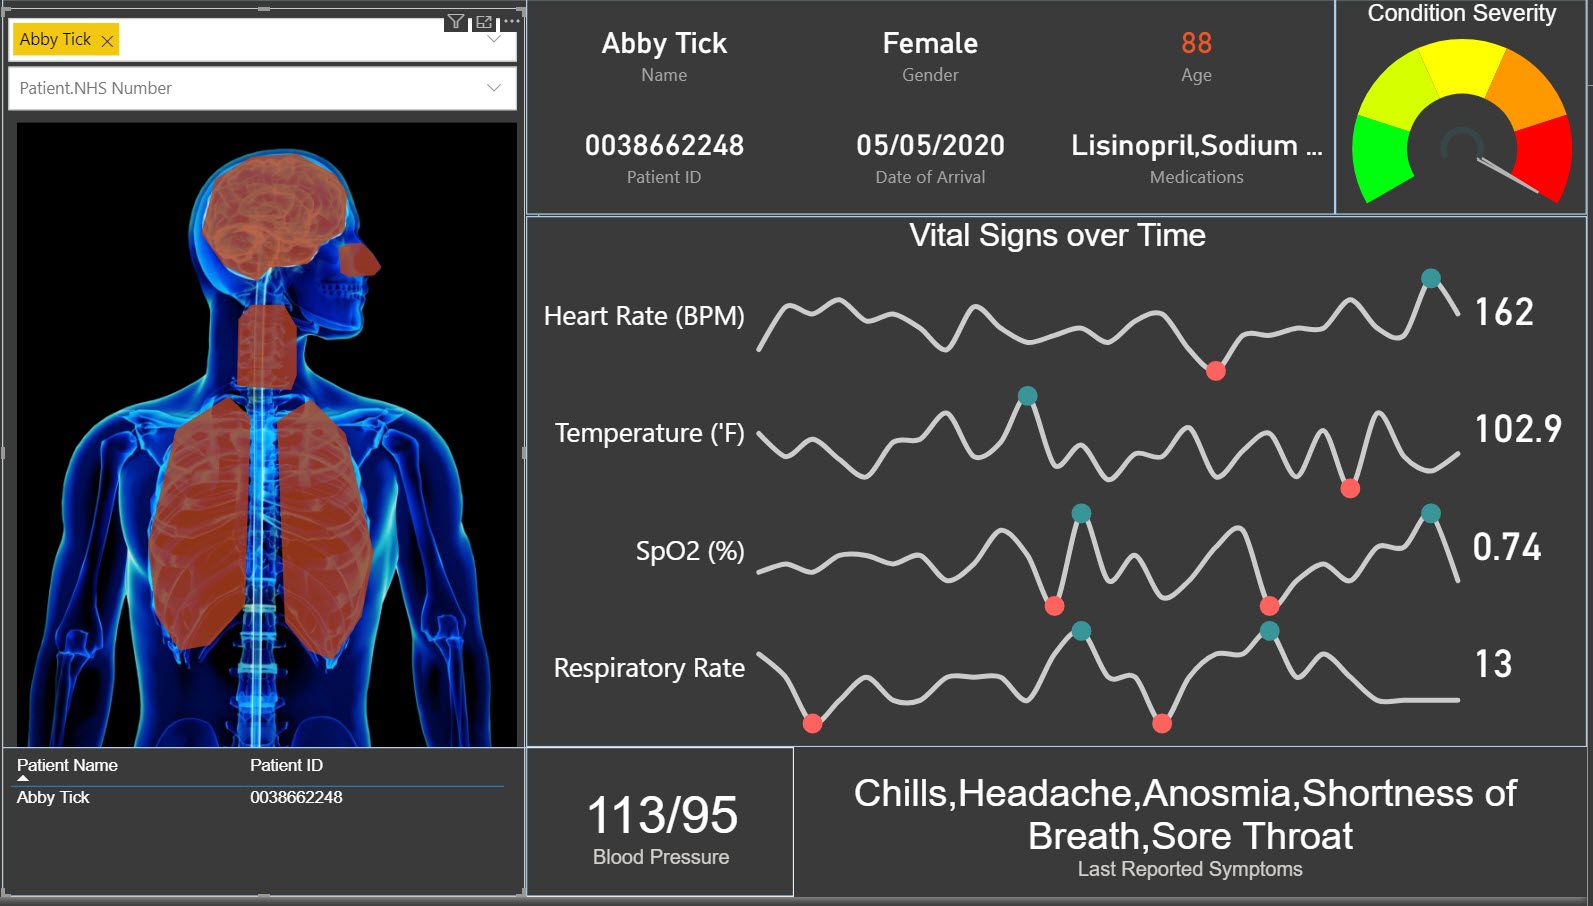 Abby Tick
Patient.NHS Number
Abby Tick
Name
Female
Gender
88
Age
0038662248
Patient ID
05/05/2020
Date of Arrival
Lisinopril,Sodium ...
Medications
Condition Severity
Vital Signs over Time
Heart Rate (BPM)
162
Temperature ('F)
102.9
SpO2 (%)
0.74
Respiratory Rate
13
Patient Name Patient ID
Abby Tick 0038662248
113/95
Blood Pressure
Chills,Headache,Anosmia,Shortness of
Breath,Sore Throat
Last Reported Symptoms